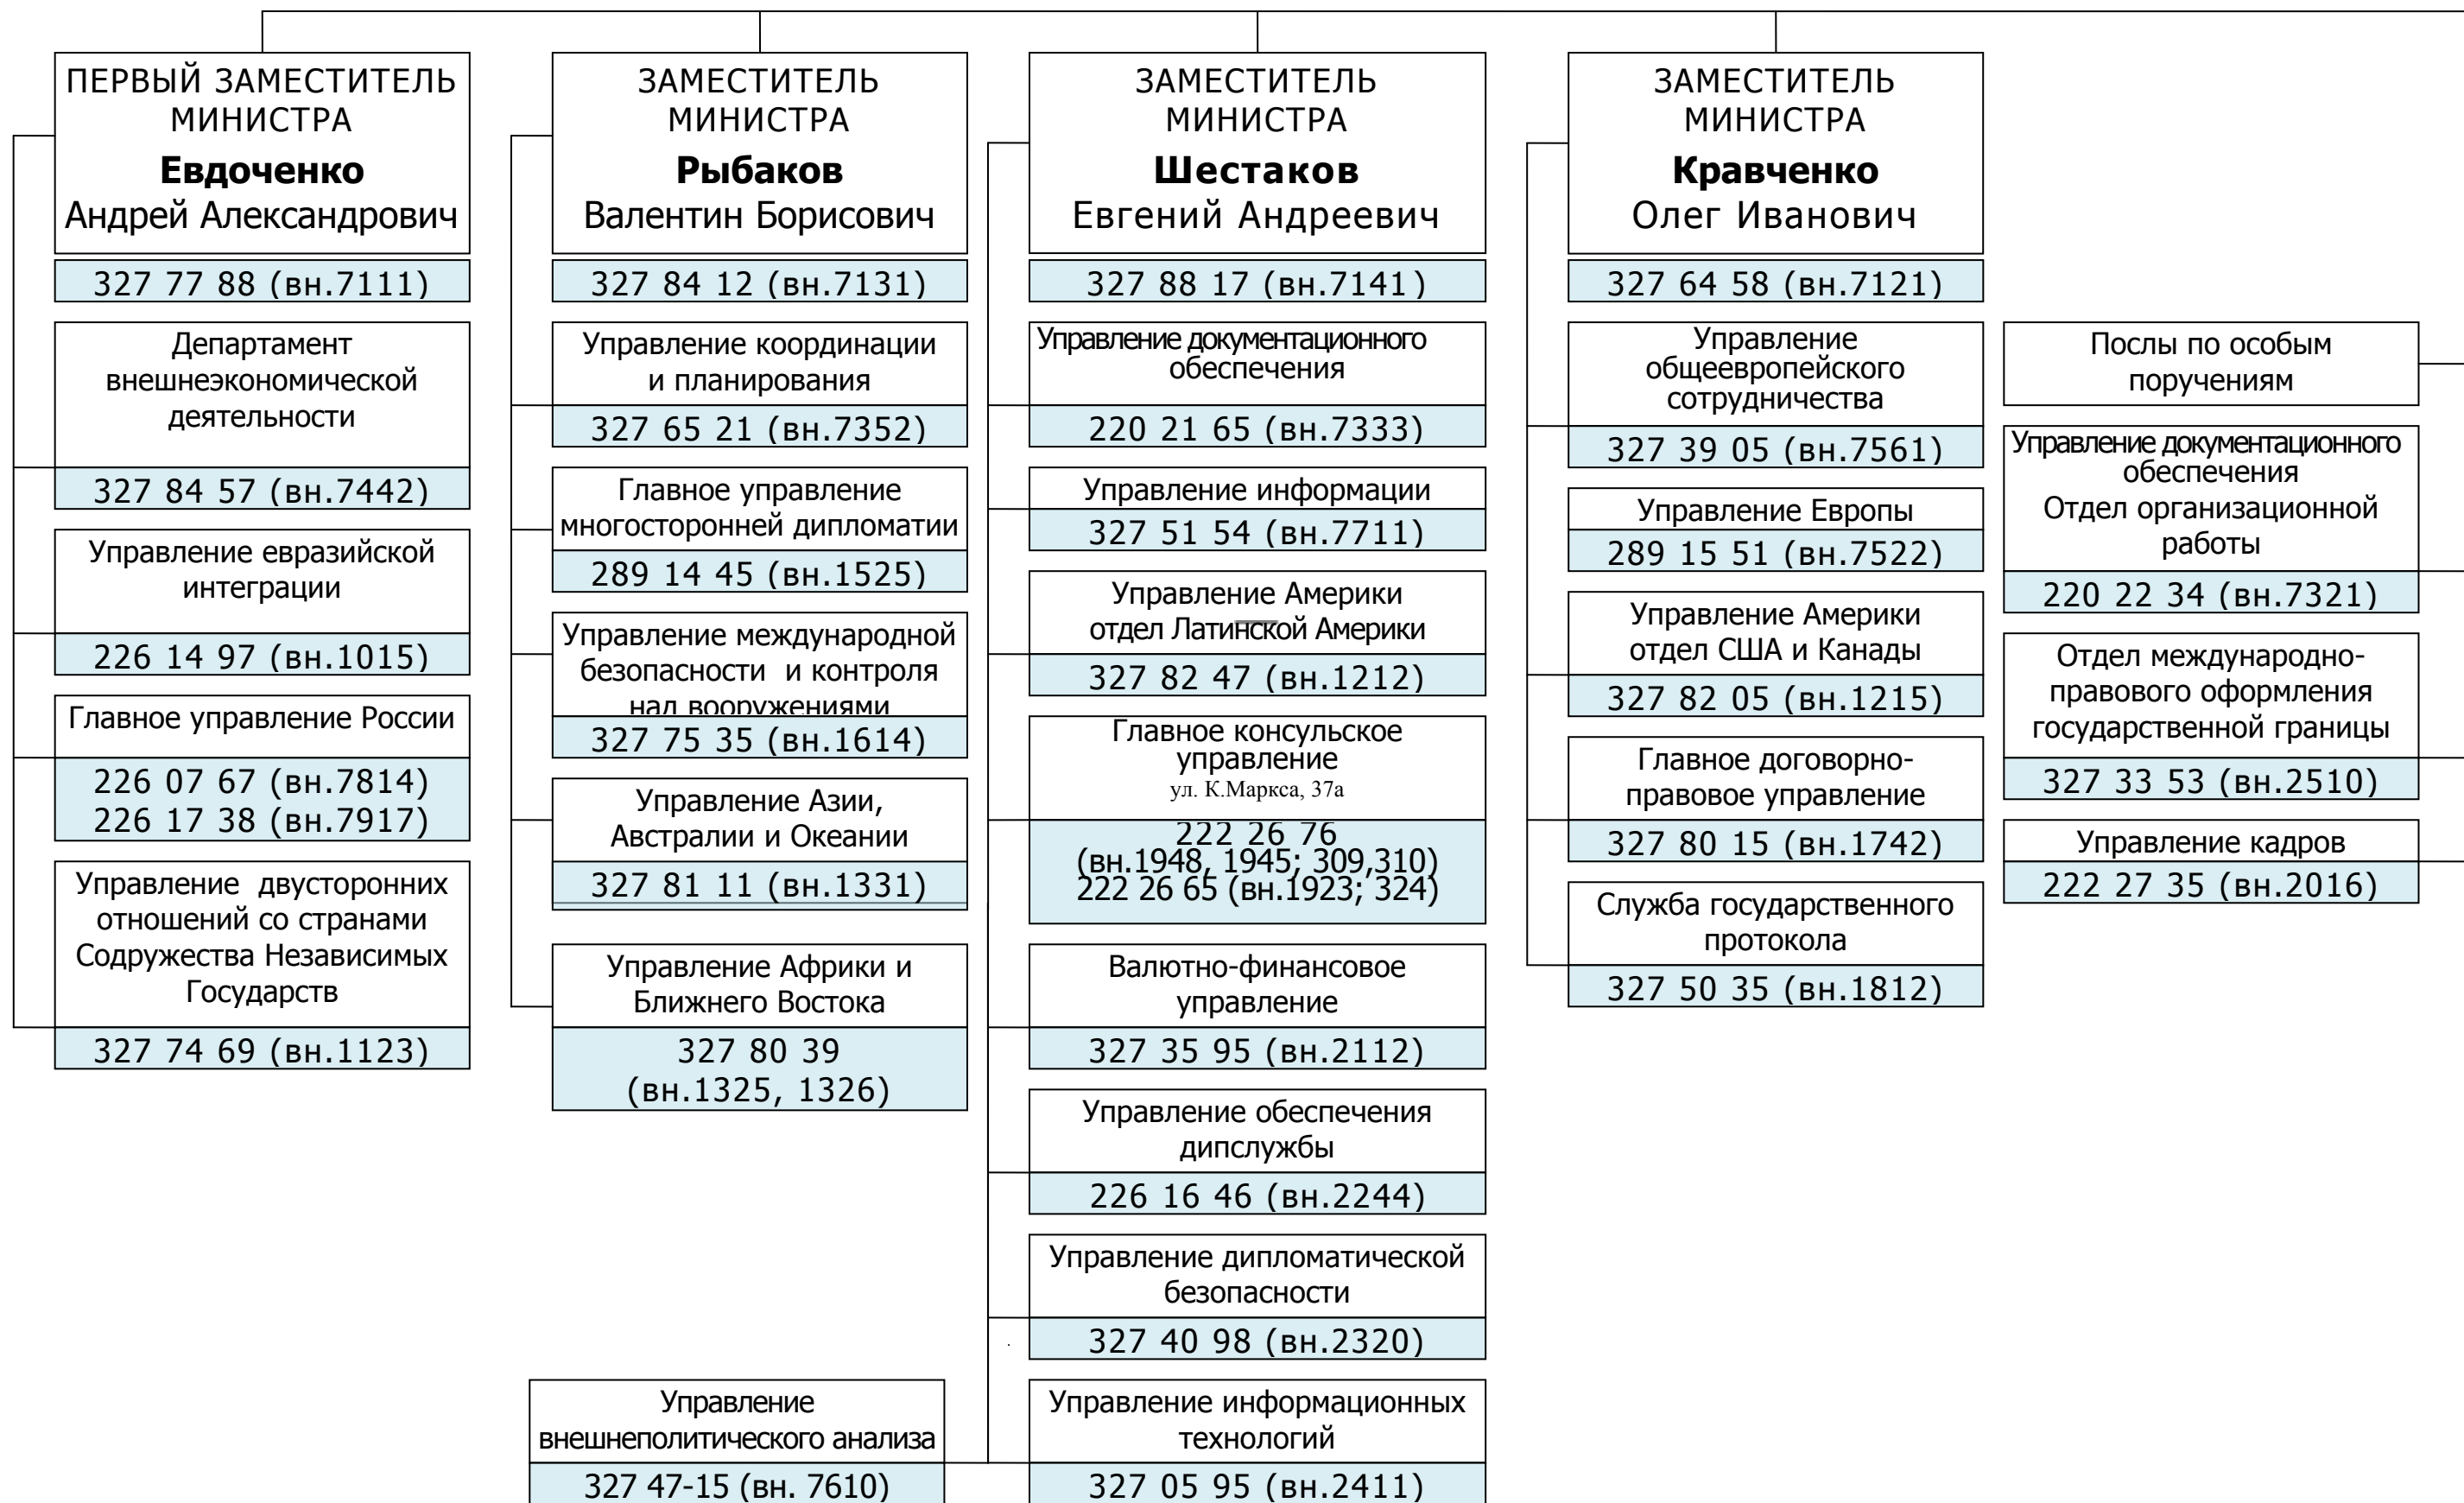 ПЕРВЫЙ ЗАМЕСТИТЕЛЬ
МИНИСТРА
Евдоченко
Андрей Александрович
327 77 88 (вн.7111)
Департамент
внешнеэкономической
деятельности
327 84 57 (вн.7442)
Управление евразийской
интеграции
226 14 97 (вн.1015)
Главное управление России
226 07 67 (вн.7814)
226 17 38 (вн.7917)
Управление двусторонних
отношений со странами
Содружества Независимых
Государств
327 74 69 (вн.1123)
ЗАМЕСТИТЕЛЬ
МИНИСТРА
Рыбаков
Валентин Борисович
327 84 12 (вн.7131)
Управление координации
и планирования
327 65 21 (вн.7352)
Главное управление
многосторонней дипломатии
289 14 45 (вн.1525)
Управление международной
безопасности и контроля
над вооружениями
327 75 35 (вн.1614)
Управление Азии,
Австралии и Океании
327 81 11 (вн.1331)
Управление Африки и
Ближнего Востока
327 80 39
(вн.1325, 1326)
Управление
внешнеполитического анализа
327 47-15 (вн. 7610)
ЗАМЕСТИТЕЛЬ
МИНИСТРА
Шестаков
Евгений Андреевич
327 88 17 (вн.7141)
Управление документационного
обеспечения
220 21 65 (вн.7333)
Управление информации
327 51 54 (вн.7711)
Управление Америки
отдел Латинской Америки
327 82 47 (вн.1212)
Главное консульское
управление
ул. К.Маркса, 37а
222 26 76
(вн.1948, 1945; 309,310)
222 26 65 (вн.1923; 324)
Валютно-финансовое
управление
327 35 95 (вн.2112)
Управление обеспечения
дипслужбы
226 16 46 (вн.2244)
Управление дипломатической
безопасности
327 40 98 (вн.2320)
Управление информационных
технологий
327 05 95 (вн.2411)
ЗАМЕСТИТЕЛЬ
МИНИСТРА
Кравченко
Олег Иванович
327 64 58 (вн.7121)
Управление
общеевропейского
сотрудничества
327 39 05 (вн.7561)
Управление Европы
289 15 51 (вн.7522)
Управление Америки
отдел США и Канады
327 82 05 (вн.1215)
Главное договорно-
правовое управление
327 80 15 (вн.1742)
Служба государственного
протокола
327 50 35 (вн.1812)
Послы по особым
поручениям
Управление документационного
обеспечения
Отдел организационной
работы
220 22 34 (вн.7321)
Отдел международно-
правового оформления
государственной границы
327 33 53 (вн.2510)
Управление кадров
222 27 35 (вн.2016)